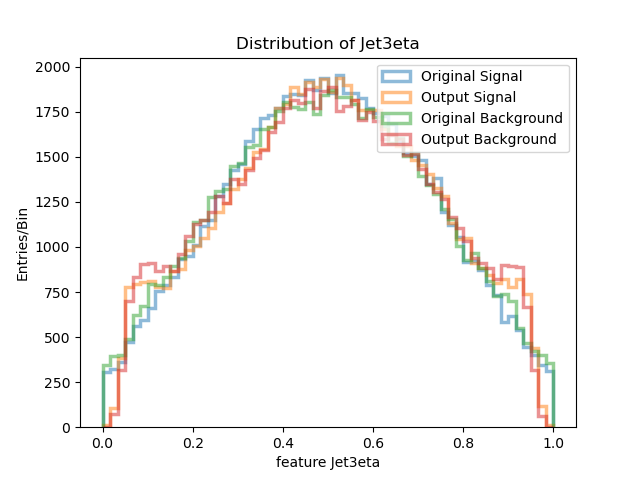 Distribution of Jet3eta
Original Signal
Output Signal
Original Background
Output Background
Entries/Bin
2000
1750
1500
1250
1000
750
500
250
0
0.0 0.2 0.4 0.6 0.8 1.0
feature Jet3eta